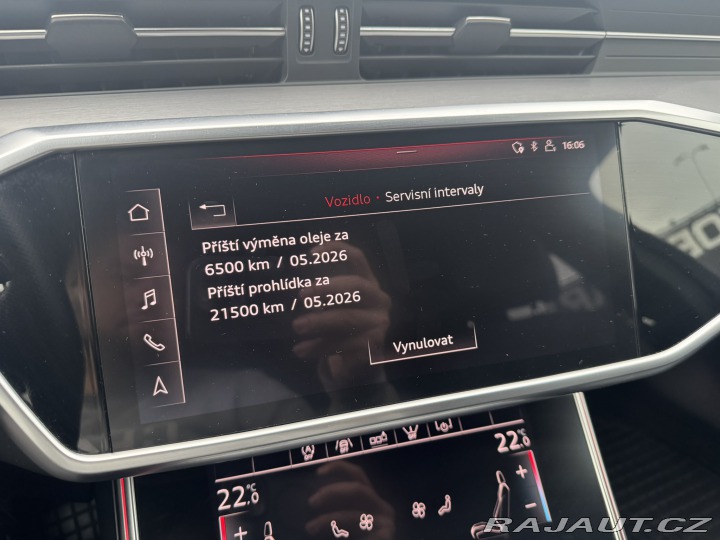 16:06
Vozidlo · Servisní intervaly
Příští výměna oleje za
6500 km / 05.2026
Příští prohlídka za
21500 km / 05.2026
Vynulovat
22.0°C
22.0°C
RAJAUT.CZ